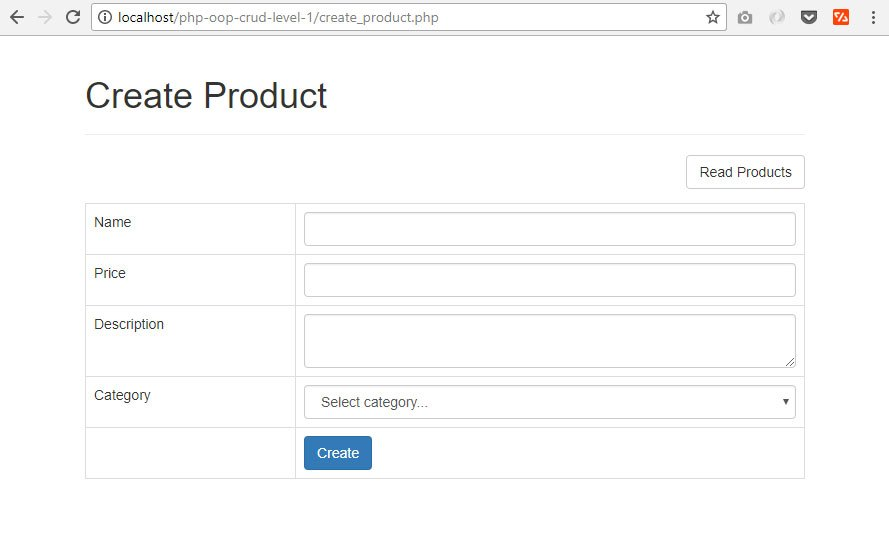 localhost/php-oop-crud-level-1/create_product.php
Create Product
Read Products
Name
Price
Description
Category
Select category...
Create